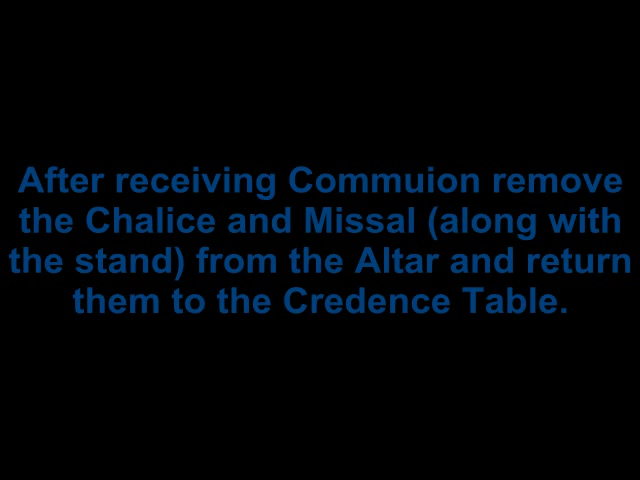 After receiving Commuion remove
the Chalice and Missal (along with
the stand) from the Altar and return
them to the Credence Table.